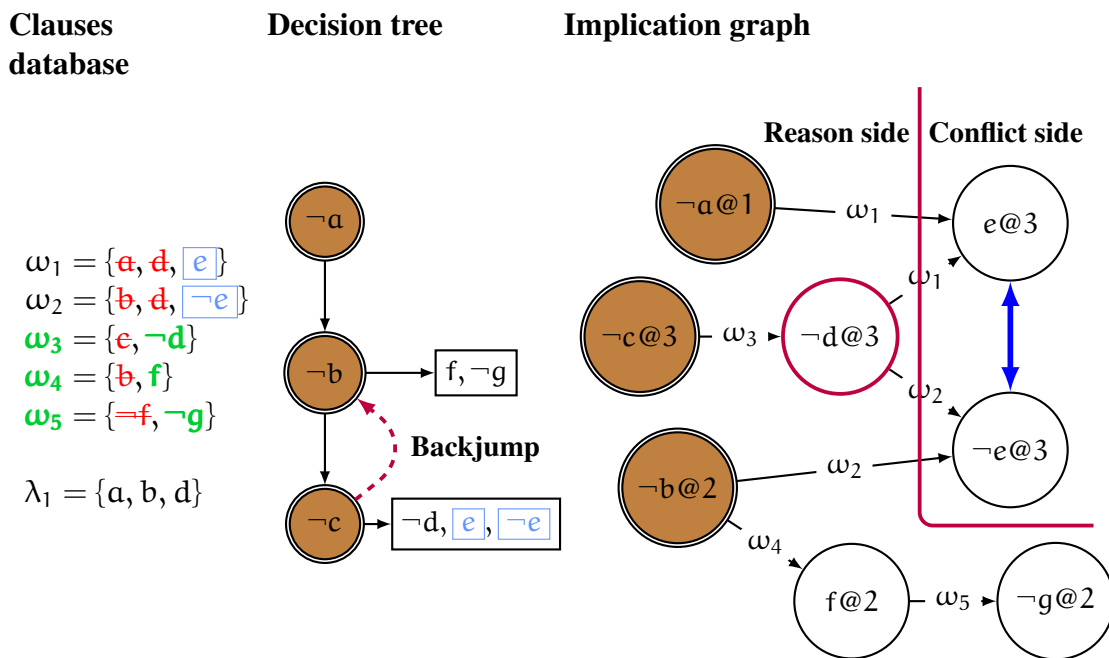 Clauses
database
Decision tree
Implication graph
ω₁ = {a, d, e}
ω₂ = {b, d, ¬e}
ω₃ = {c, ¬d}
ω₄ = {b, f}
ω₅ = {¬f, ¬g}
λ₁ = {a, b, d}
¬a
¬b
f, ¬g
Backjump
¬c
¬d, e, ¬e
Reason side
Conflict side
¬a@1
ω₁
e@3
ω₁
¬c@3
ω₃
¬d@3
ω₂
¬b@2
ω₂
¬e@3
ω₄
f@2
ω₅
¬g@2